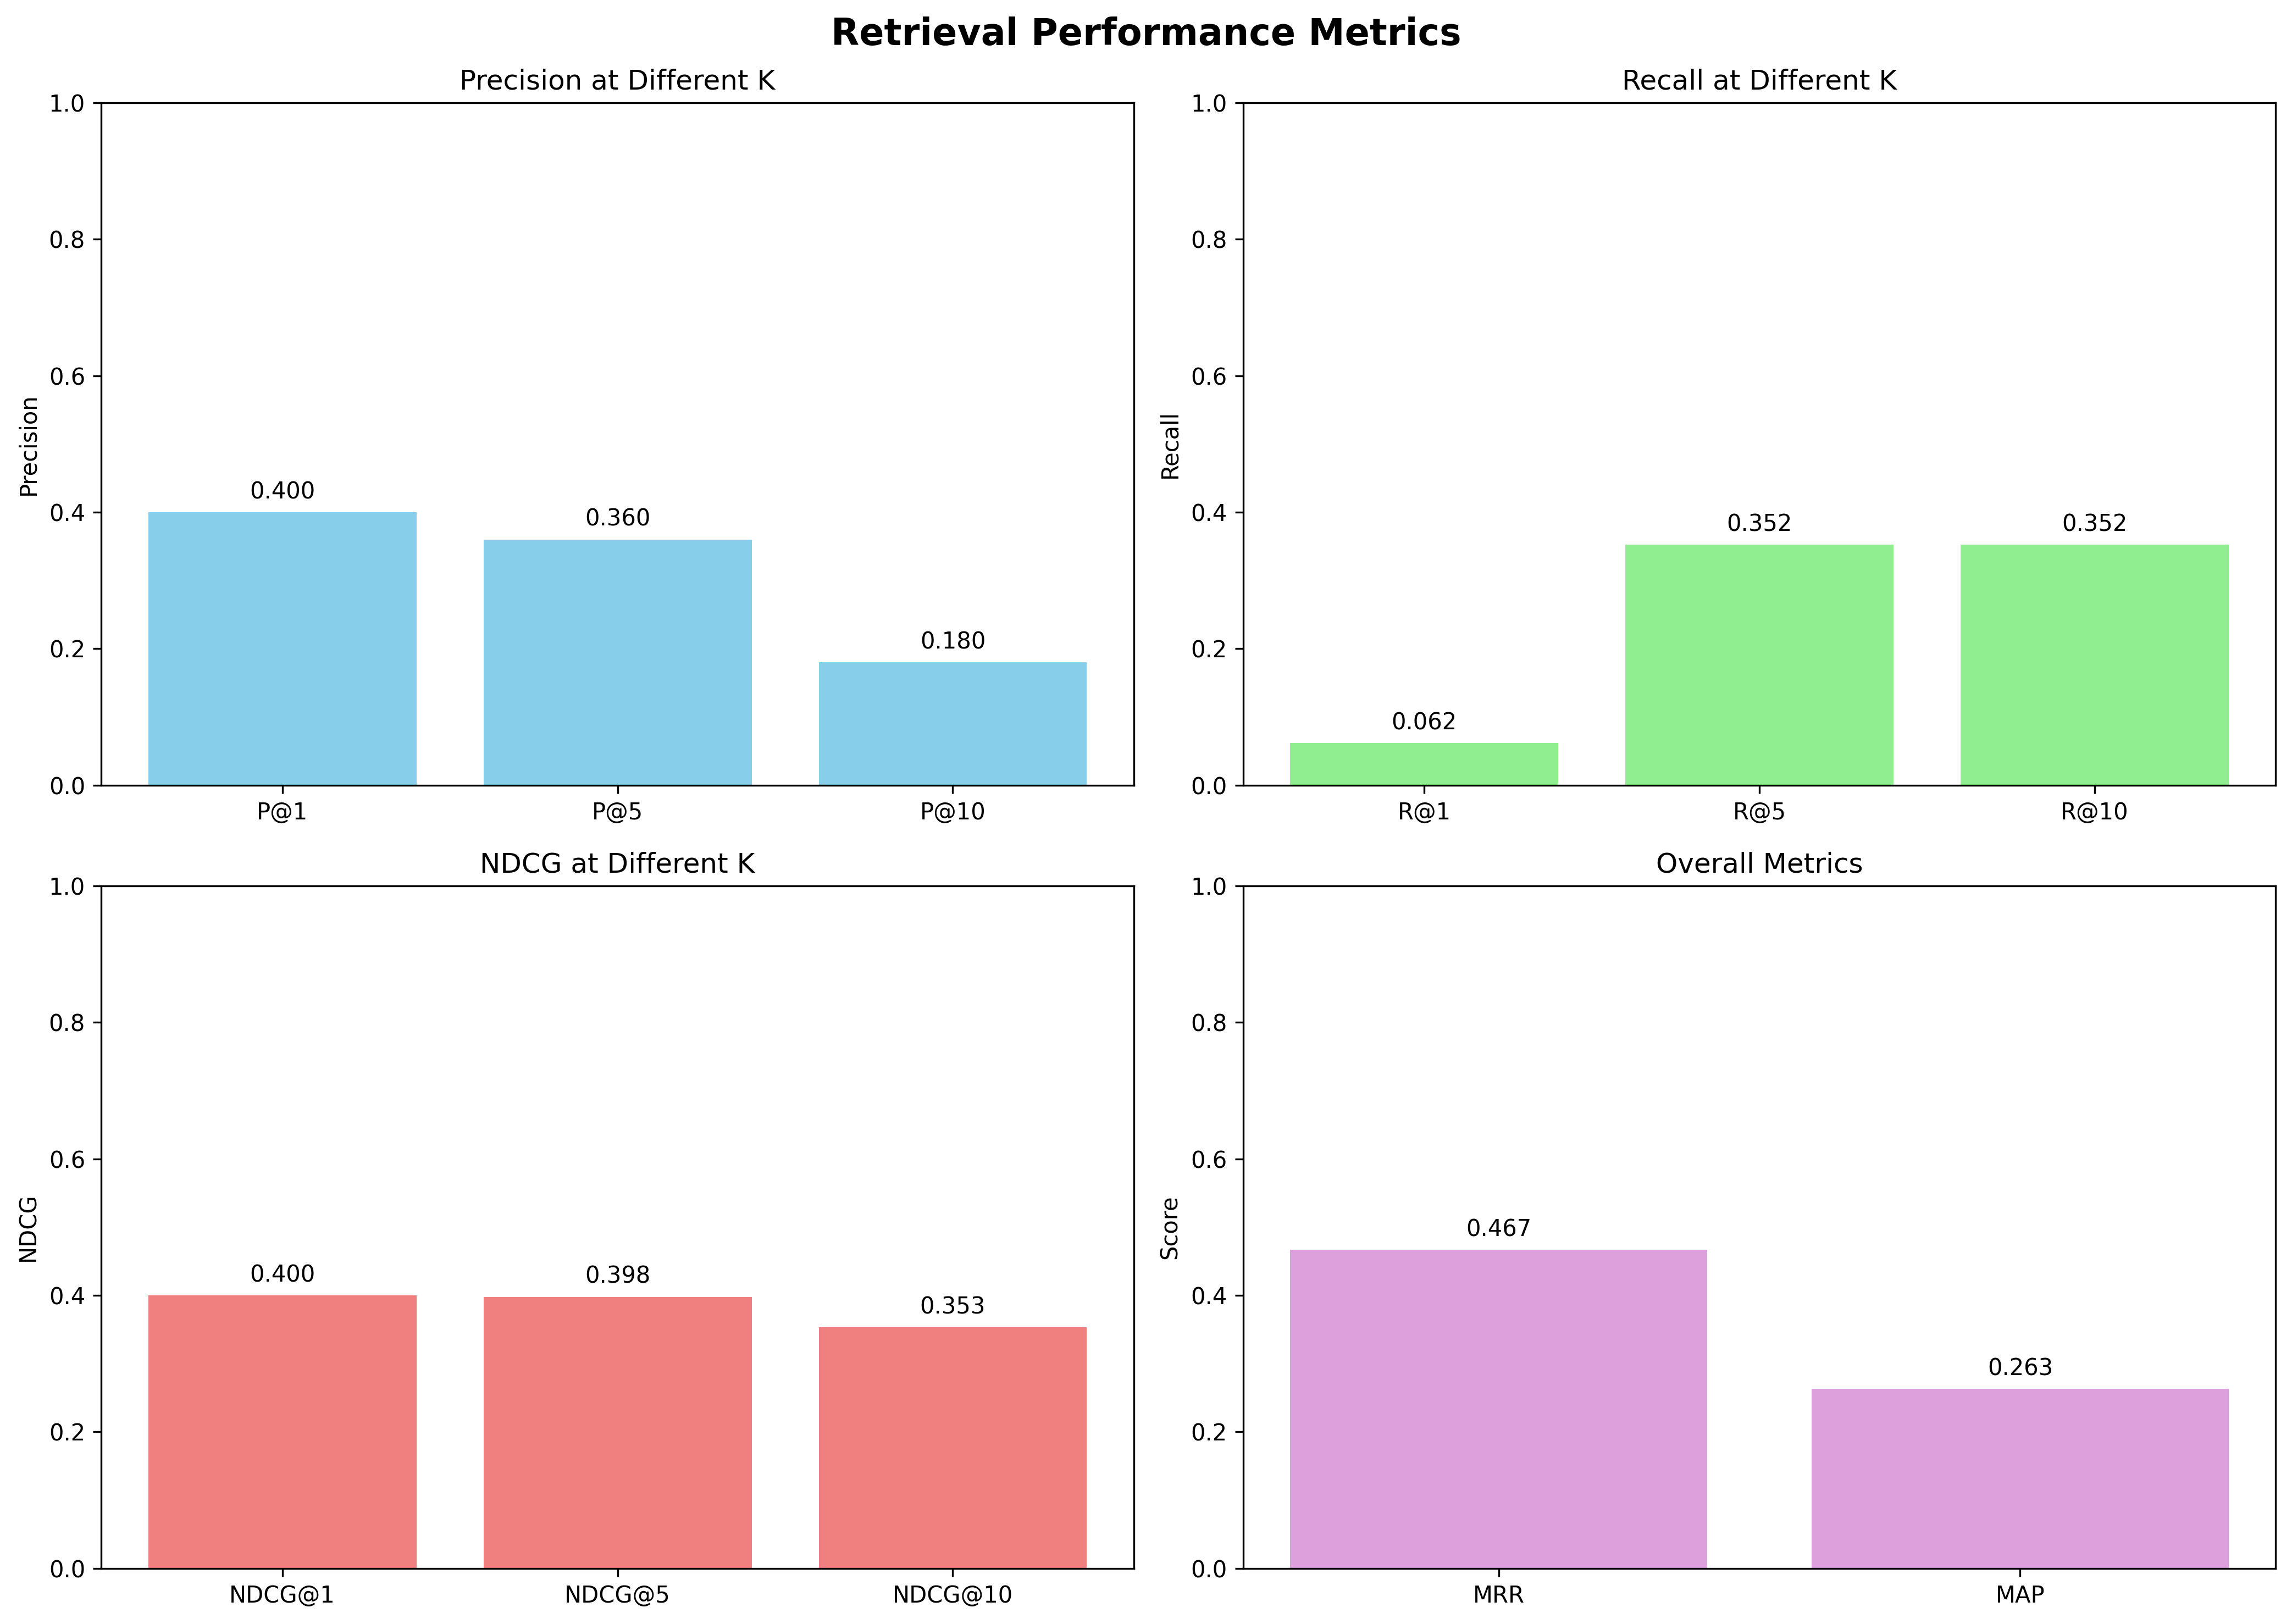 Retrieval Performance Metrics
Precision at Different K
1.0
0.8
0.6
0.4
0.2
0.0
Precision
0.400
0.360
0.180
P@1
P@5
P@10
Recall at Different K
1.0
0.8
0.6
0.4
0.2
0.0
Recall
0.062
0.352
0.352
R@1
R@5
R@10
NDCG at Different K
1.0
0.8
0.6
0.4
0.2
0.0
NDCG
0.400
0.398
0.353
NDCG@1
NDCG@5
NDCG@10
Overall Metrics
1.0
0.8
0.6
0.4
0.2
0.0
Score
0.467
0.263
MRR
MAP